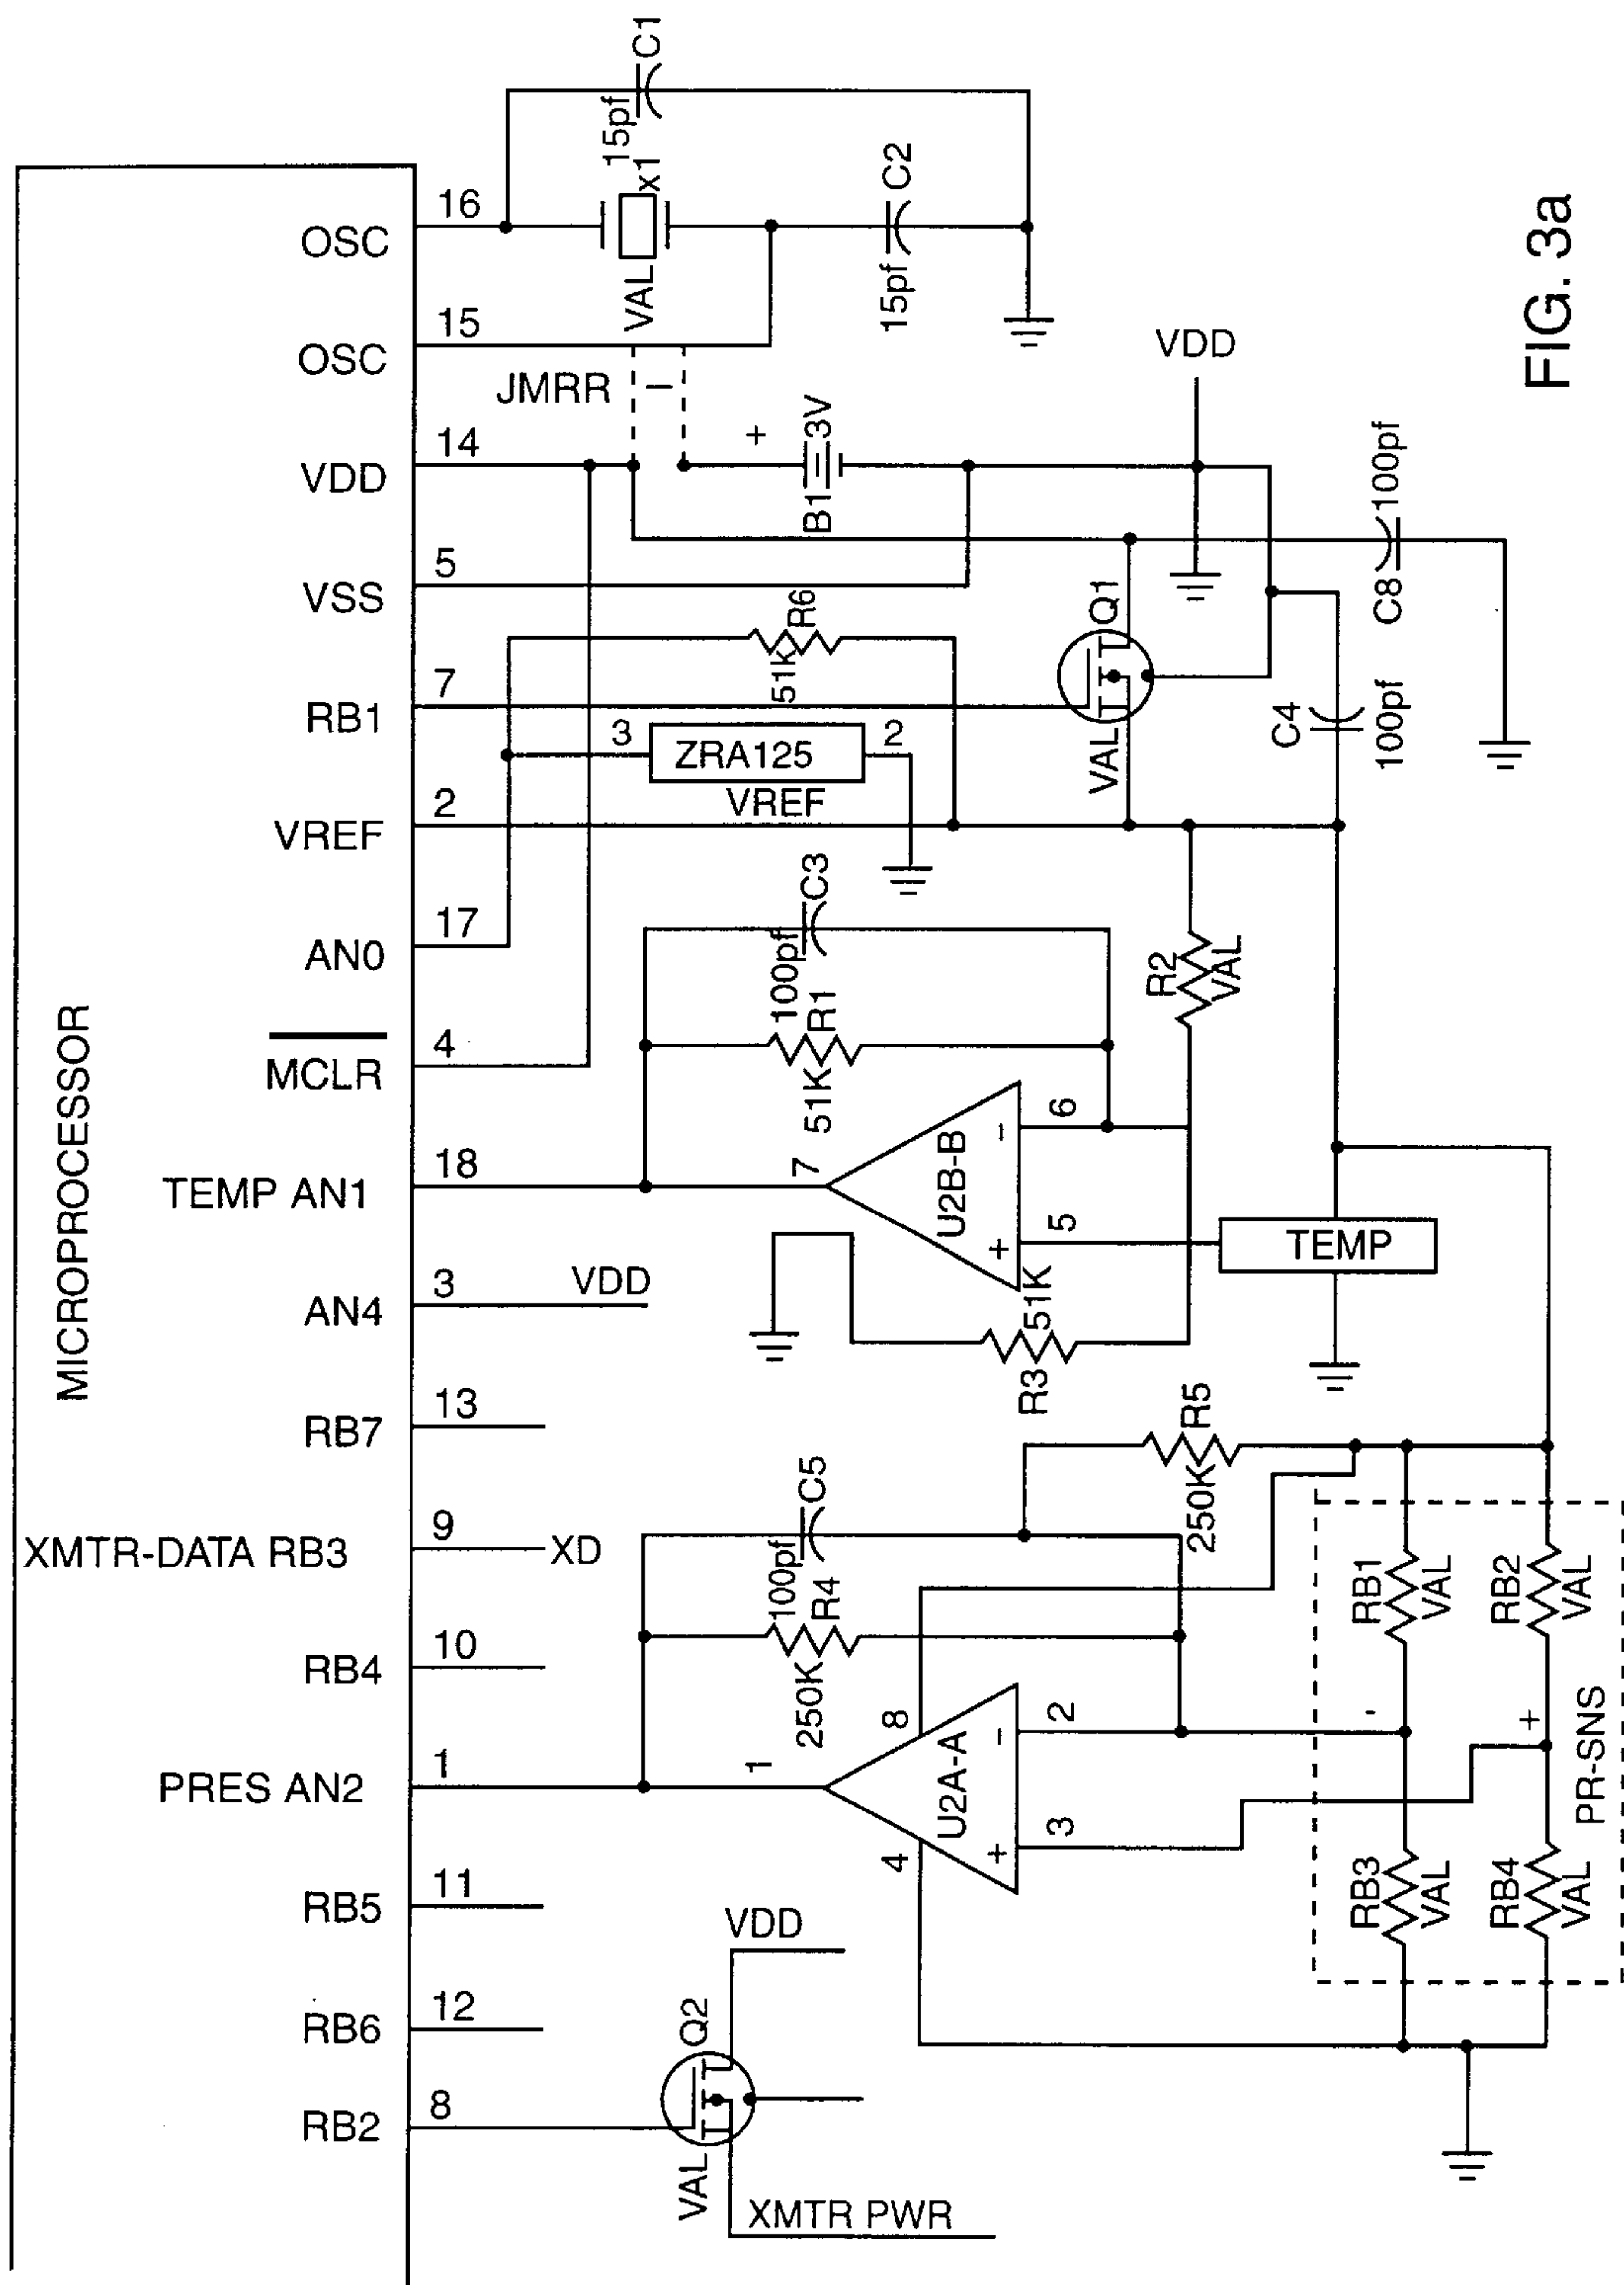 MICROPROCESSOR
OSC 16
OSC 15
VDD 14
VSS 5
RB1 7
VREF 2
AN0 17
MCLR 4
TEMP AN1 18
AN4 3 VDD
RB7 13
XMTR-DATA RB3 9 XD
RB4 10
PRES AN2 1
RB5 11
RB6 12
RB2 8
C1
15pf
x1
VAL
C2
15pf
JMRR
+
B1 3V
VDD
C8 100pf
R6
51K
Q1
VAL
C4
100pf
3 ZRA125 2
VREF
C3
100pf
R1
51K
R2
VAL
7 U2B-B
- 6
+ 5
TEMP
R3 51K
C5
100pf
R4
250K
R5
250K
1 U2A-A
8
4
- 2
+ 3
RB1
VAL
RB2
VAL
RB3
VAL
RB4
VAL
-
+
PR-SNS
VDD
Q2
VAL
XMTR PWR
FIG. 3a